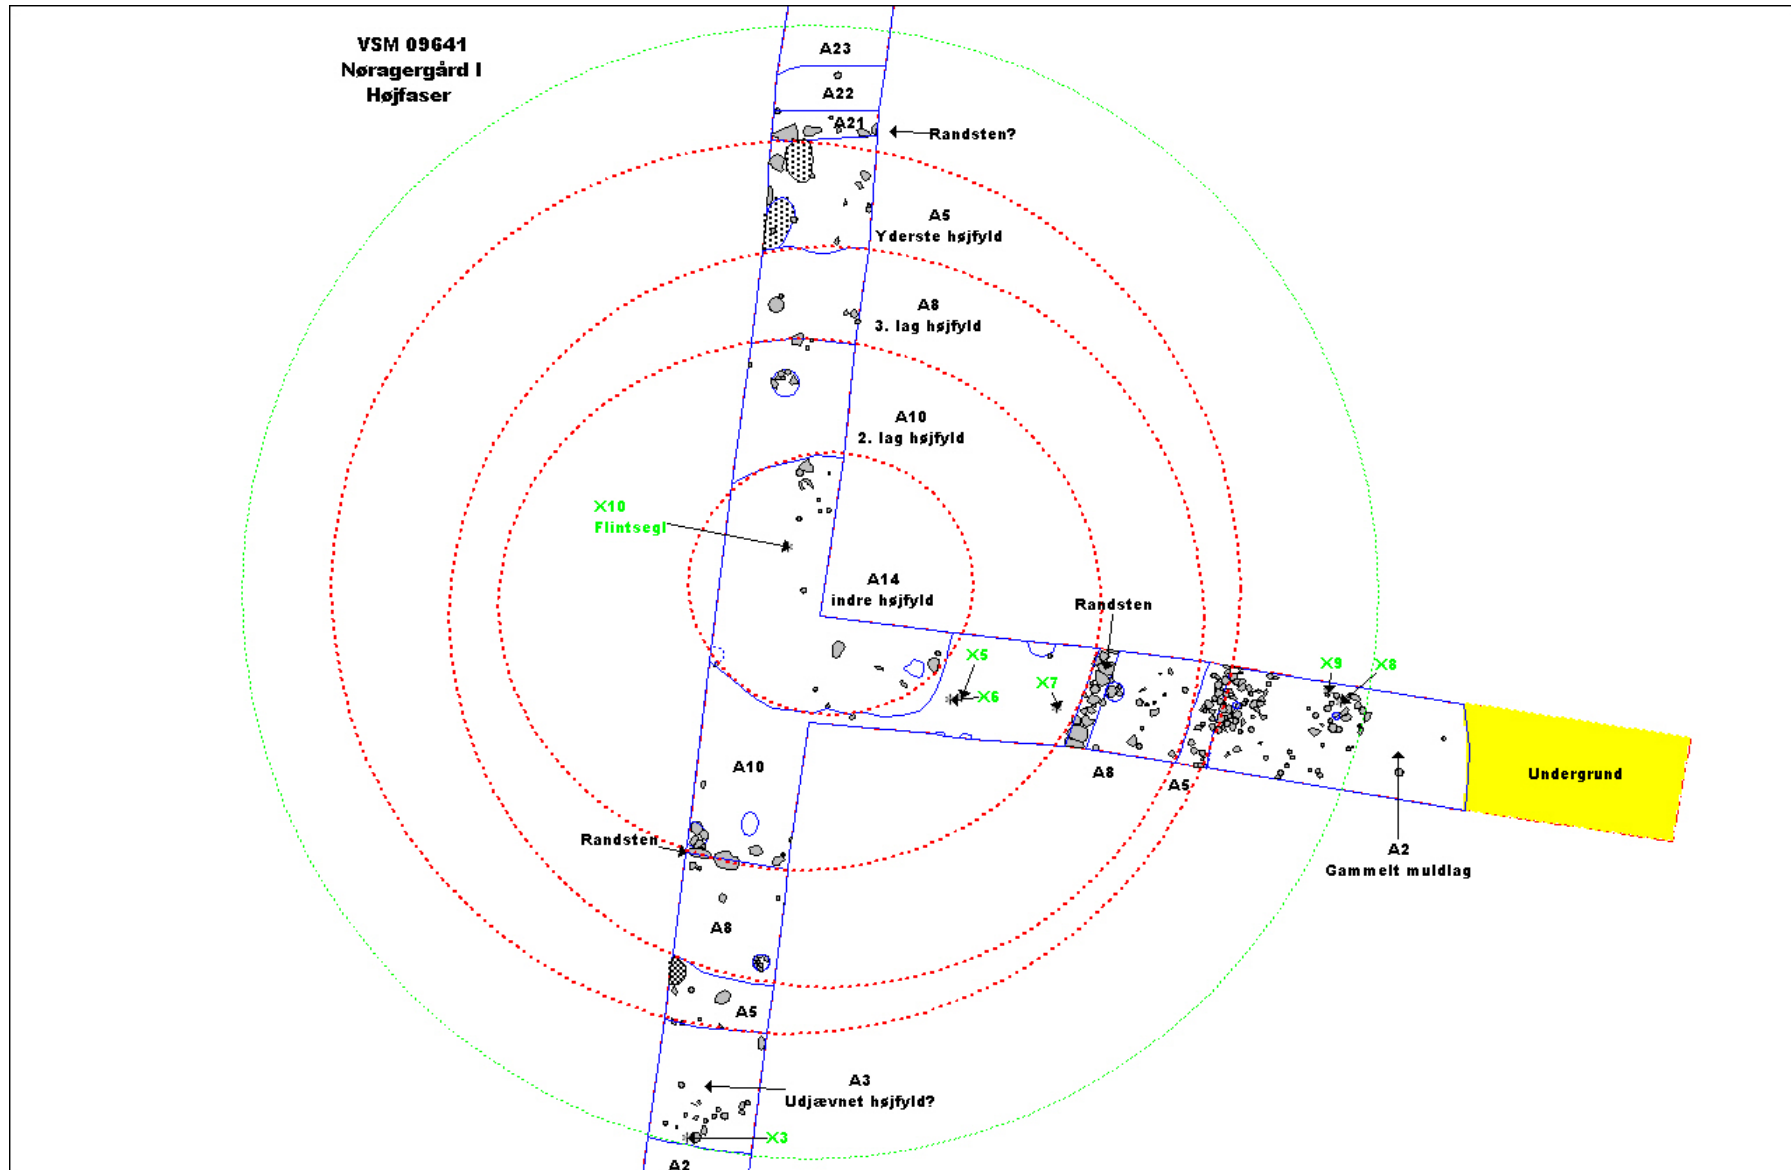 VSM 09641
Nøragergård I
Højfaser
A23
A22
A21
Randsten?
A5
Yderste højfyld
A8
3. lag højfyld
A10
2. lag højfyld
X10
Flintsegl
A14
indre højfyld
Randsten
X5
X6
X7
X9
X8
A10
A8
A5
Undergrund
Randsten
A2
Gammelt muldlag
A8
A5
A3
Udjævnet højfyld?
X3
A2